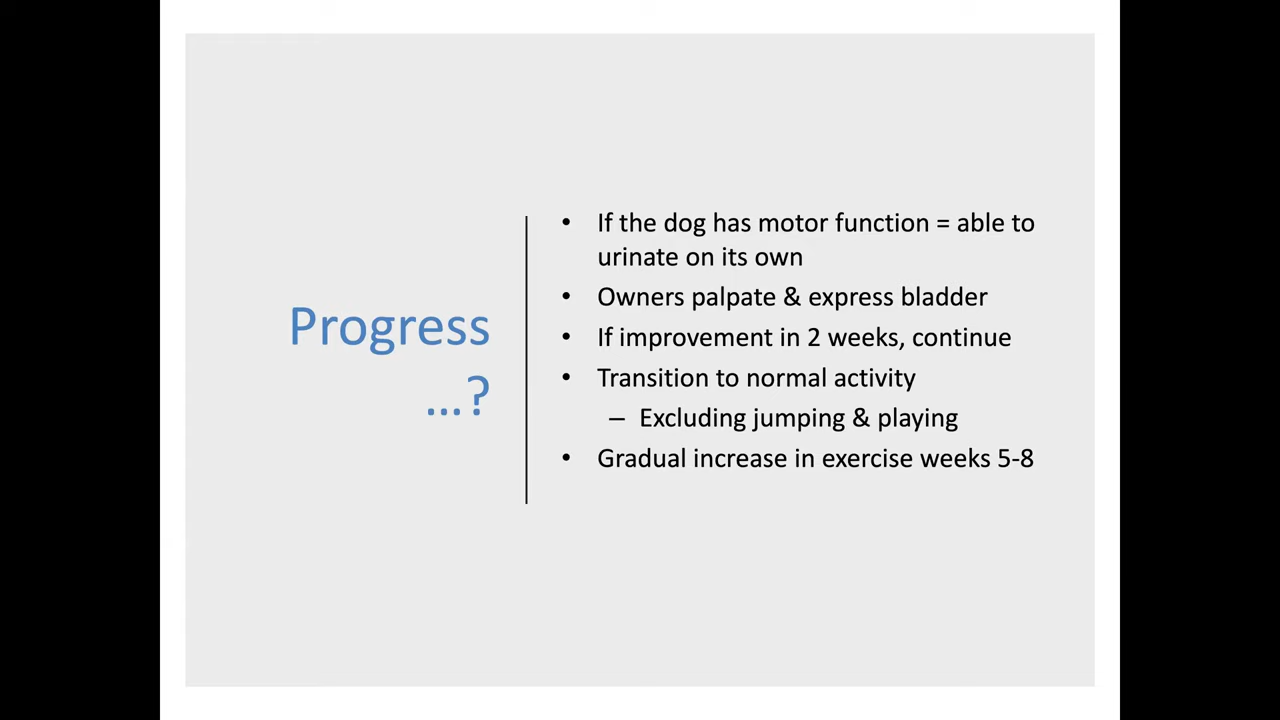 Progress
...?
• If the dog has motor function = able to
urinate on its own
• Owners palpate & express bladder
• If improvement in 2 weeks, continue
• Transition to normal activity
– Excluding jumping & playing
• Gradual increase in exercise weeks 5-8